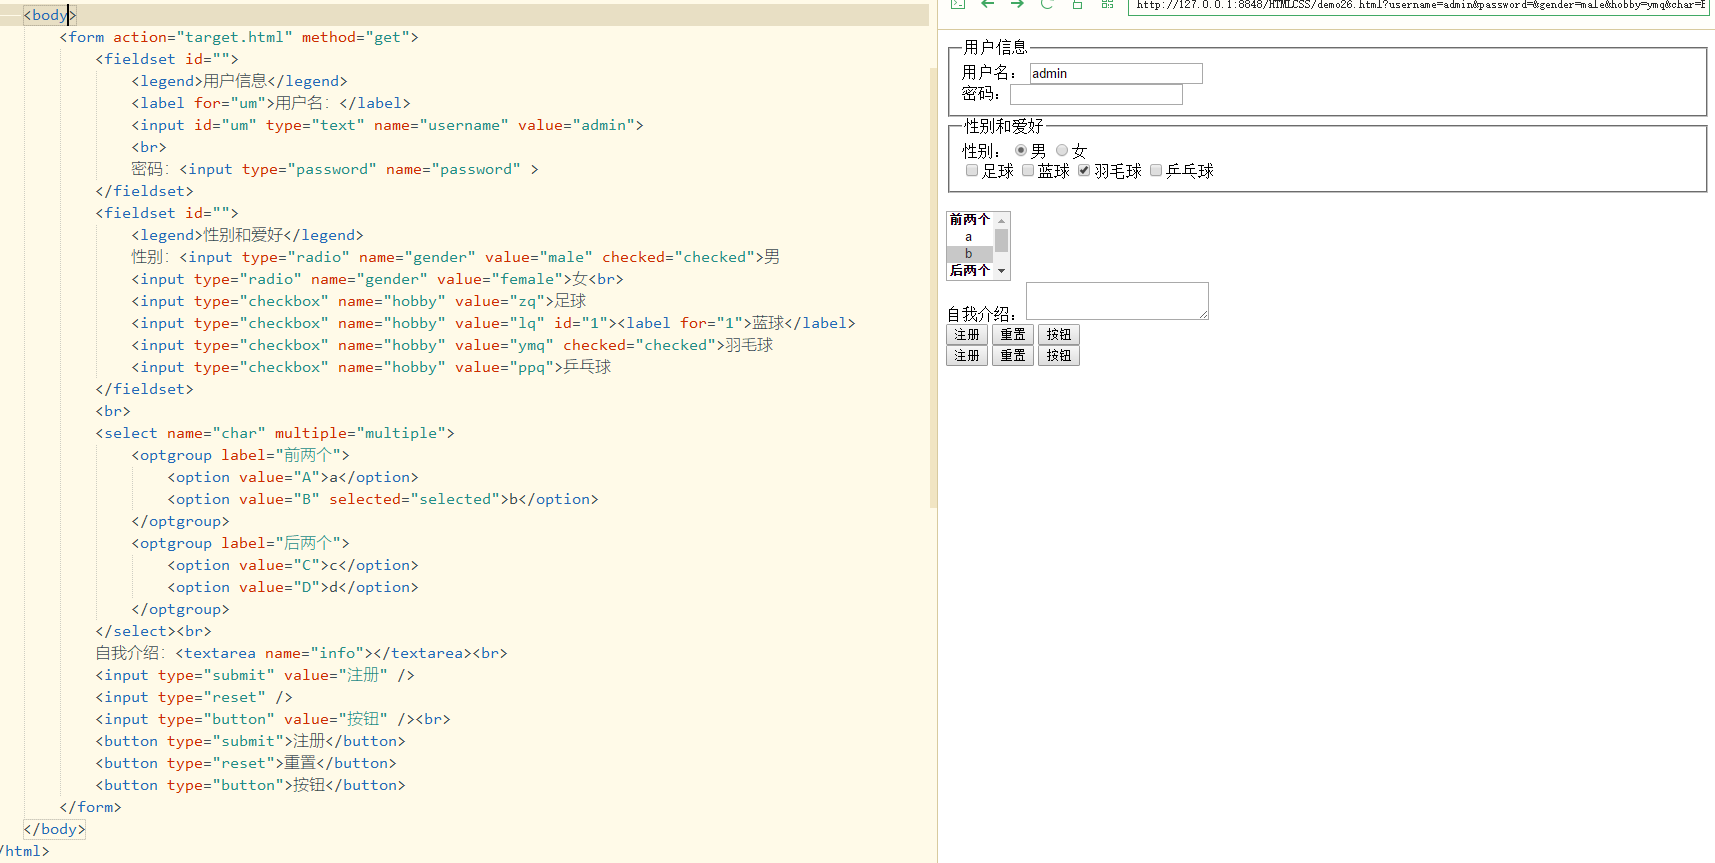 <body>
<form action="target.html" method="get">
<fieldset id="">
<legend>用户信息</legend>
<label for="um">用户名：</label>
<input id="um" type="text" name="username" value="admin">
<br>
密码：<input type="password" name="password" >
</fieldset>
<fieldset id="">
<legend>性别和爱好</legend>
性别：<input type="radio" name="gender" value="male" checked="checked">男
<input type="radio" name="gender" value="female">女<br>
<input type="checkbox" name="hobby" value="zq">足球
<input type="checkbox" name="hobby" value="lq" id="1"><label for="1">蓝球</label>
<input type="checkbox" name="hobby" value="ymq" checked="checked">羽毛球
<input type="checkbox" name="hobby" value="ppq">乒乓球
</fieldset>
<br>
<select name="char" multiple="multiple">
<optgroup label="前两个">
<option value="A">a</option>
<option value="B" selected="selected">b</option>
</optgroup>
<optgroup label="后两个">
<option value="C">c</option>
<option value="D">d</option>
</optgroup>
</select><br>
自我介绍：<textarea name="info"></textarea><br>
<input type="submit" value="注册" />
<input type="reset" />
<input type="button" value="按钮" /><br>
<button type="submit">注册</button>
<button type="reset">重置</button>
<button type="button">按钮</button>
</form>
</body>
/html>
http://127.0.0.1:8848/HTMLCSS/demo26.html?username=admin&password=&gender=male&hobby=ymq&char=B
用户信息
用户名： admin
密码：
性别和爱好
性别： 男 女
足球 蓝球 羽毛球 乒乓球
前两个
a
b
后两个
自我介绍：
注册 重置 按钮
注册 重置 按钮